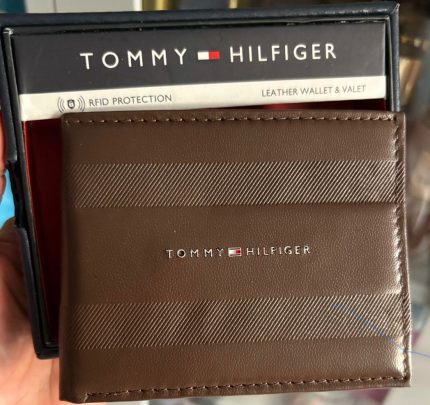 TOMMY HILFIGER
RFID PROTECTION
LEATHER WALLET & VALET
TOMMY HILFIGER